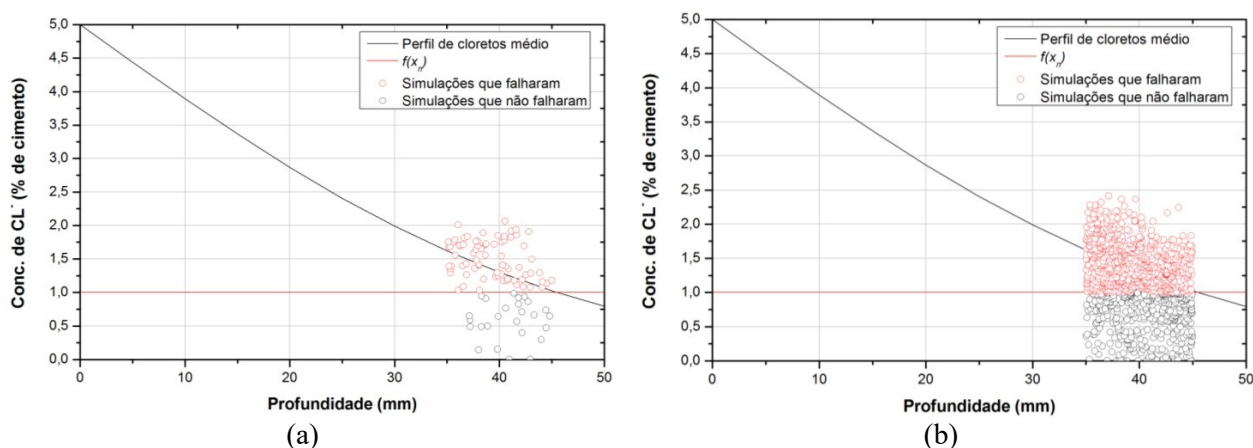 5,0
4,5
4,0
3,5
3,0
2,5
2,0
1,5
1,0
0,5
0,0
Conc. de CL⁻ (% de cimento)
Perfil de cloretos médio
f(xₙ)
Simulações que falharam
Simulações que não falharam
0 10 20 30 40 50
Profundidade (mm)
(a)
5,0
4,5
4,0
3,5
3,0
2,5
2,0
1,5
1,0
0,5
0,0
Conc. de CL⁻ (% de cimento)
Perfil de cloretos médio
f(xₙ)
Simulações que falharam
Simulações que não falharam
0 10 20 30 40 50
Profundidade (mm)
(b)